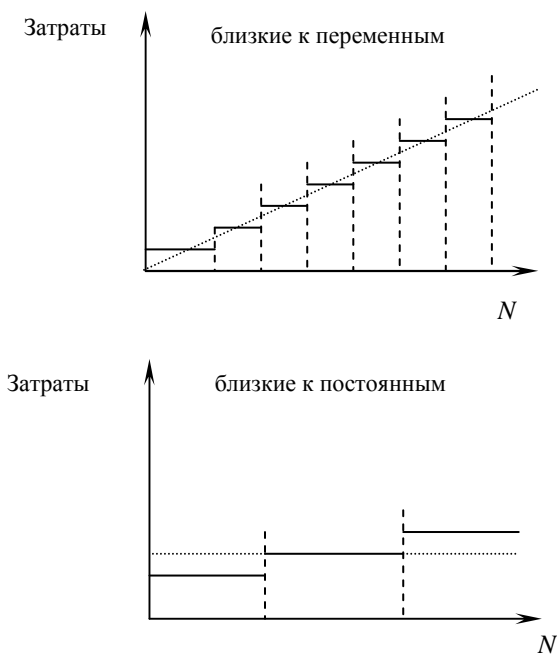 Затраты
близкие к переменным
N
Затраты
близкие к постоянным
N